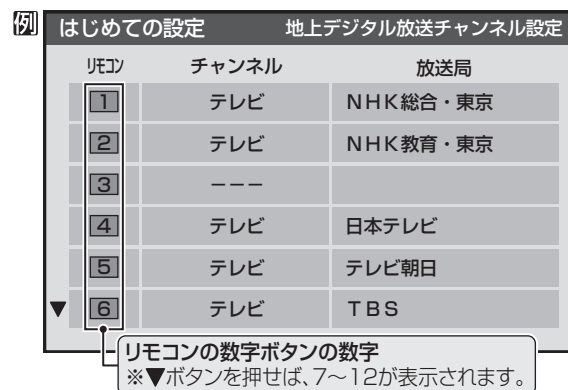 例
はじめての設定 地上デジタル放送チャンネル設定
リモコン チャンネル 放送局
1 テレビ NHK総合・東京
2 テレビ NHK教育・東京
3 −−−
4 テレビ 日本テレビ
5 テレビ テレビ朝日
▼ 6 テレビ TBS
リモコンの数字ボタンの数字
※▼ボタンを押せば、7〜12が表示されます。